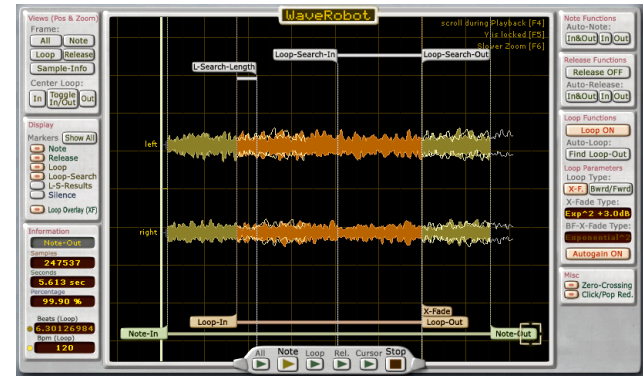 WaveRobot
Views (Pos & Zoom)
Frame:
All Note
Loop Release
Sample-Info
Center Loop:
In Toggle In/Out Out
Display
Markers Show All
Note
Release
Loop
Loop-Search
L-S-Results
Silence
Loop Overlay (XF)
Information
Note-Out
Samples
247537
Seconds
5.613 sec
Percentage
99.90 %
Beats (Loop)
6.30126984
Bpm (Loop)
120
scroll during Playback [F4]
Y is locked [F5]
Slower Zoom [F6]
Loop-Search-In
Loop-Search-Out
L-Search-Length
left
right
X-Fade
Loop-In
Loop-Out
Note-In
Note-Out
All Note Loop Rel. Cursor Stop
Note Functions
Auto-Note:
In&Out In Out
Release Functions
Release OFF
Auto-Release:
In&Out In Out
Loop Functions
Loop ON
Auto-Loop:
Find Loop-Out
Loop Parameters
Loop Type:
X-F. Bwrd/Fwrd
X-Fade Type:
Exp^2 +3.0dB
BF-X-Fade Type:
Exponential^2
Autogain ON
Misc
Zero-Crossing
Click/Pop Red.